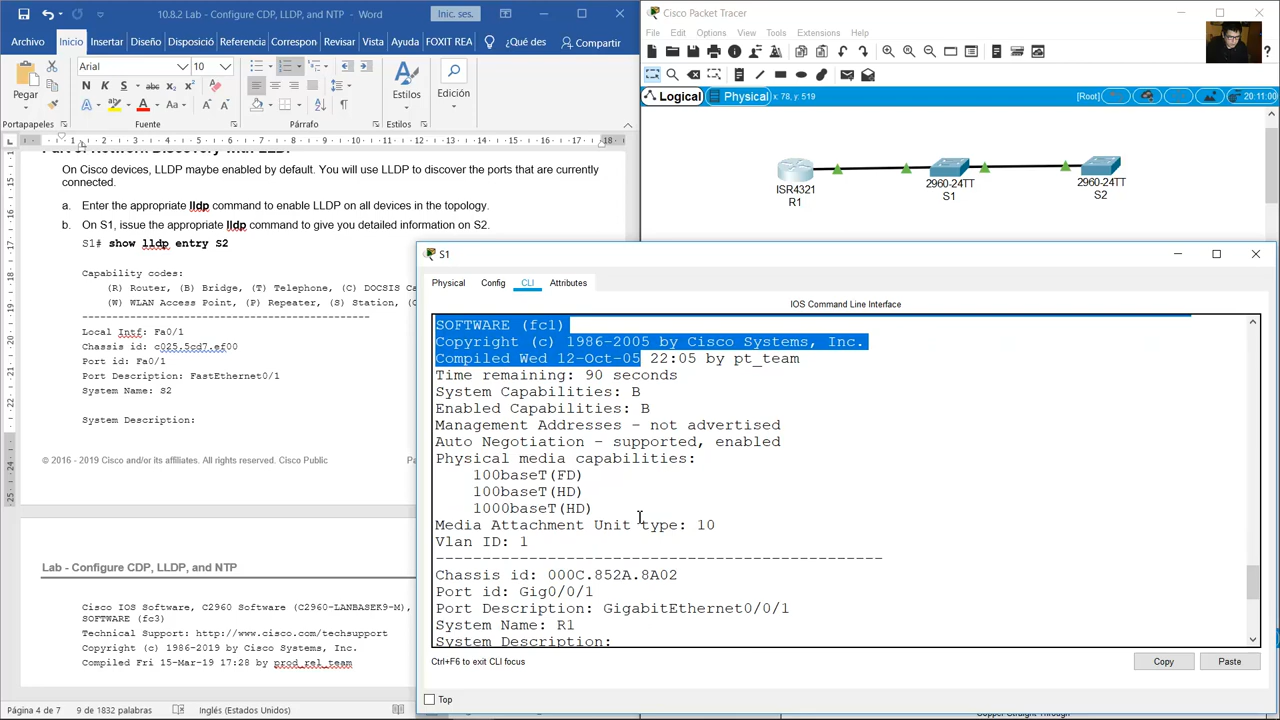 10.8.2 Lab - Configure CDP, LLDP, and NTP - Word
Inic. ses.
Archivo
Inicio
Insertar
Diseño
Disposició
Referencia
Correspon
Revisar
Vista
Ayuda
FOXIT REA
¿Qué des
Compartir
Pegar
Arial
10
N K S
Estilos
Edición
Portapapeles
Fuente
Párrafo
Estilos
On Cisco devices, LLDP maybe enabled by default. You will use LLDP to discover the ports that are currently
connected.
a. Enter the appropriate lldp command to enable LLDP on all devices in the topology.
b. On S1, issue the appropriate lldp command to give you detailed information on S2.
S1# show lldp entry S2
Capability codes:
(R) Router, (B) Bridge, (T) Telephone, (C) DOCSIS Ca
(W) WLAN Access Point, (P) Repeater, (S) Station, (
------------------------------------------------
Local Intf: Fa0/1
Chassis id: c025.5cd7.ef00
Port id: Fa0/1
Port Description: FastEthernet0/1
System Name: S2
System Description:
© 2016 - 2019 Cisco and/or its affiliates. All rights reserved. Cisco Public
Pa
Lab - Configure CDP, LLDP, and NTP
Cisco IOS Software, C2960 Software (C2960-LANBASEK9-M),
SOFTWARE (fc3)
Technical Support: http://www.cisco.com/techsupport
Copyright (c) 1986-2019 by Cisco Systems, Inc.
Compiled Fri 15-Mar-19 17:28 by prod_rel_team
Página 4 de 7
9 de 1832 palabras
Inglés (Estados Unidos)
Cisco Packet Tracer
File
Edit
Options
View
Tools
Extensions
Help
Logical
Physical
x: 78, y: 519
[Root]
20:11:00
ISR4321
R1
2960-24TT
S1
2960-24TT
S2
S1
Physical
Config
CLI
Attributes
IOS Command Line Interface
SOFTWARE (fc1)
Copyright (c) 1986-2005 by Cisco Systems, Inc.
Compiled Wed 12-Oct-05 22:05 by pt_team
Time remaining: 90 seconds
System Capabilities: B
Enabled Capabilities: B
Management Addresses - not advertised
Auto Negotiation - supported, enabled
Physical media capabilities:
100baseT(FD)
100baseT(HD)
1000baseT(HD)
Media Attachment Unit type: 10
Vlan ID: 1
------------------------------------------------
Chassis id: 000C.852A.8A02
Port id: Gig0/0/1
Port Description: GigabitEthernet0/0/1
System Name: R1
System Description:
Ctrl+F6 to exit CLI focus
Copy
Paste
Top